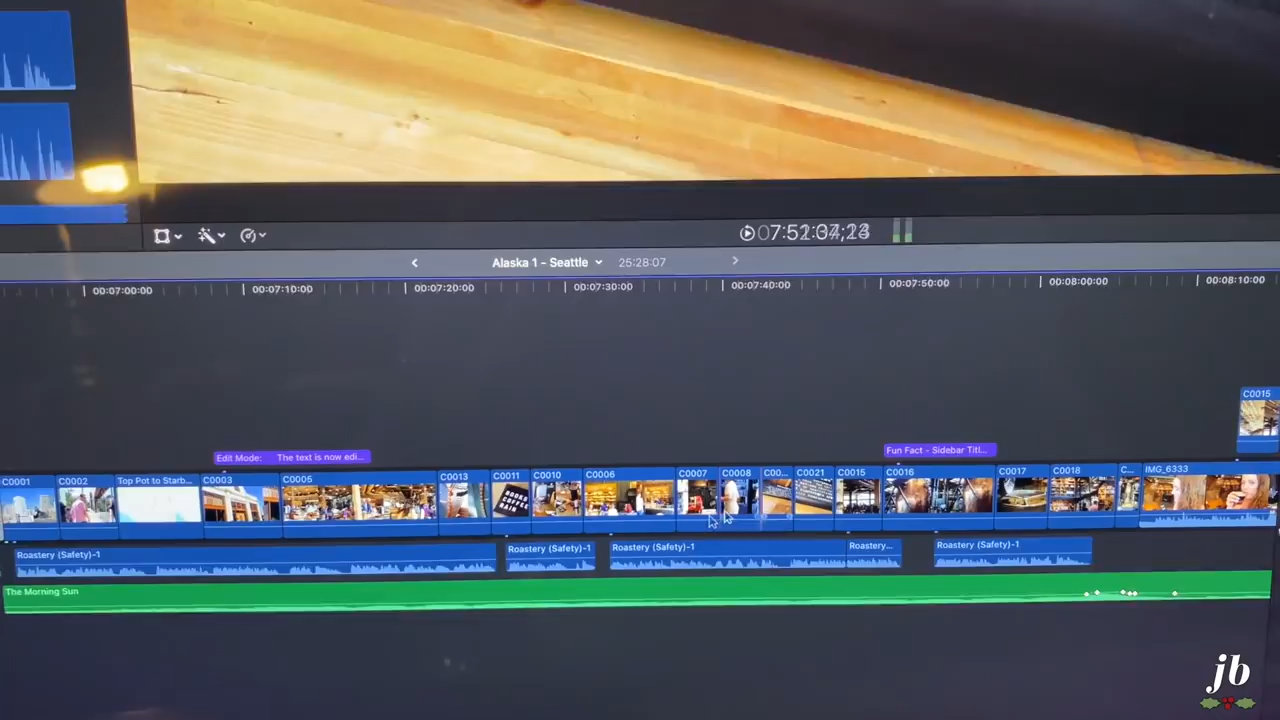 Alaska 1 - Seattle
25:28:07
00:07:00:00
00:07:10:00
00:07:20:00
00:07:30:00
00:07:40:00
00:07:50:00
00:08:00:00
00:08:10:00
C0015
Edit Mode: The text is now edi...
Fun Fact - Sidebar Titl...
C0001
C0002
Top Pot to Starb...
C0003
C0005
C0013
C0011
C0010
C0006
C0007
C0008
C00...
C0021
C0015
C0016
C0017
C0018
C...
IMG_6333
Roastery (Safety)-1
Roastery (Safety)-1
Roastery (Safety)-1
Roastery...
Roastery (Safety)-1
The Morning Sun
jb